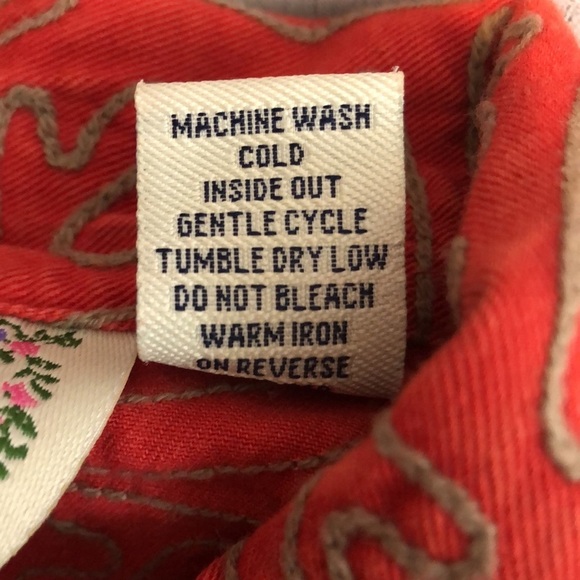 MACHINE WASH
COLD
INSIDE OUT
GENTLE CYCLE
TUMBLE DRY LOW
DO NOT BLEACH
WARM IRON
ON REVERSE